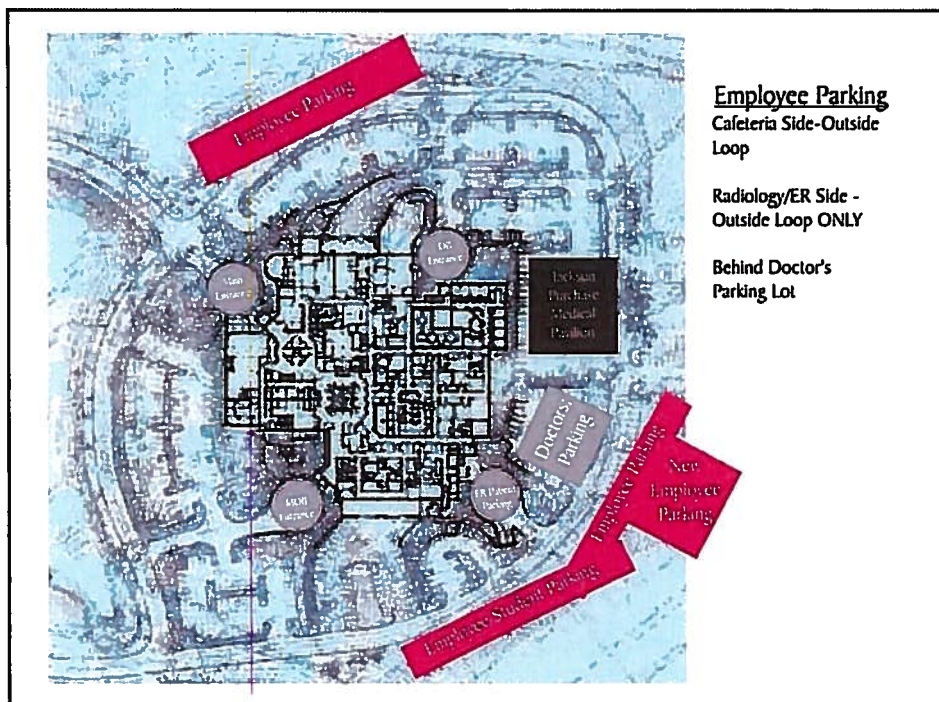 Employee Parking
Cafeteria Side-Outside
Loop
Radiology/ER Side -
Outside Loop ONLY
Behind Doctor's
Parking Lot
Employee Parking
Main
Entrance
OB
Entrance
Jackson
Purchase
Medical
Pavilion
Doctors
Parking
Employee Parking
New
Employee
Parking
ER Patient
Parking
MOB
Entrance
Employee Student Parking